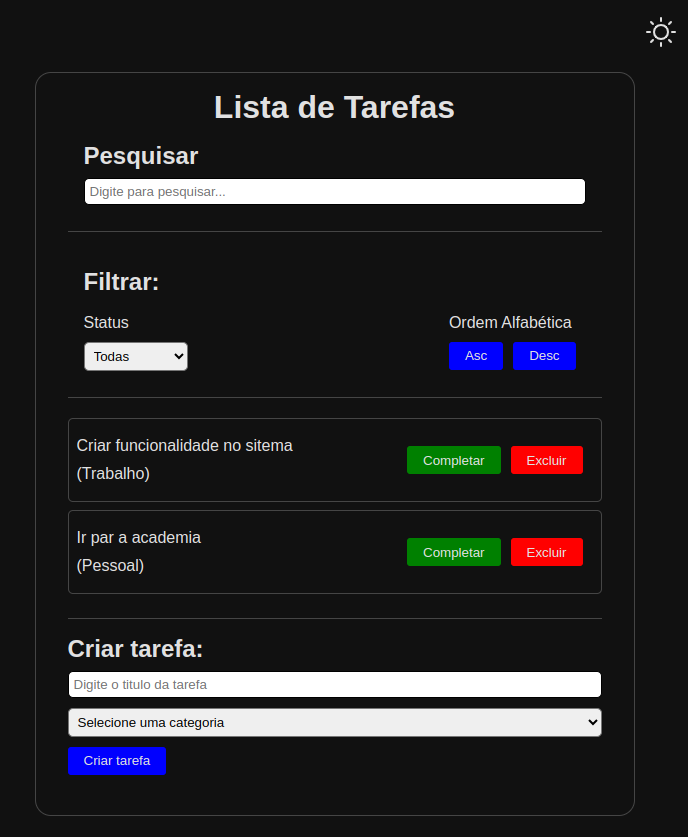 Lista de Tarefas
Pesquisar
Digite para pesquisar...
Filtrar:
Status
Ordem Alfabética
Todas
Asc
Desc
Criar funcionalidade no sitema
(Trabalho)
Completar
Excluir
Ir par a academia
(Pessoal)
Completar
Excluir
Criar tarefa:
Digite o titulo da tarefa
Selecione uma categoria
Criar tarefa